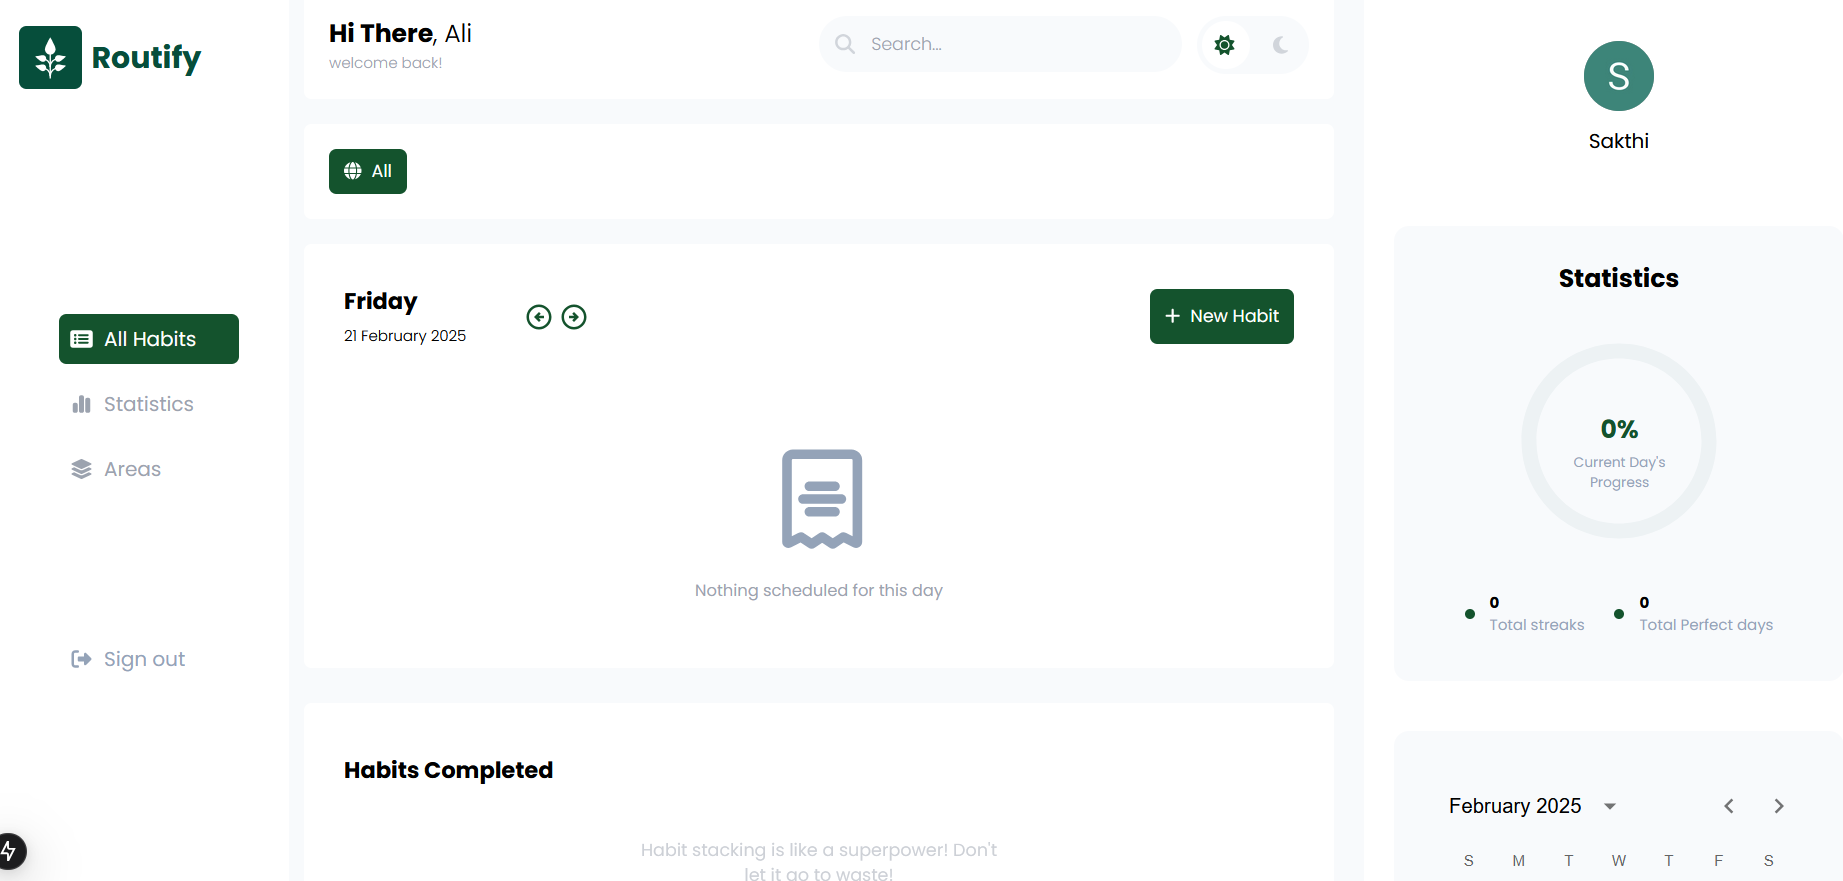 Routify
All Habits
Statistics
Areas
Sign out
Hi There, Ali
welcome back!
Search...
All
Friday
21 February 2025
New Habit
Nothing scheduled for this day
Habits Completed
Habit stacking is like a superpower! Don't
let it go to waste!
S
Sakthi
Statistics
0%
Current Day's
Progress
0
Total streaks
0
Total Perfect days
February 2025
S M T W T F S